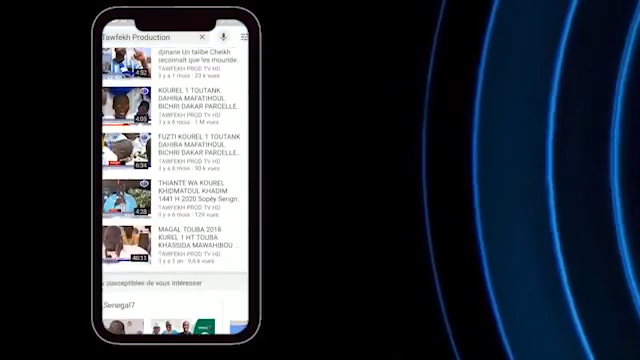 Tawfekh Production
djinane Un talibe Cheikh
reconnait que les mouride..
TAWFEKH PROD TV HD
Il y a 1 mois · 23 k vues
4:52
KOUREL 1 TOUTANK
DAHIRA MAFATIHOUL
BICHRI DAKAR PARCELLE..
TAWFEKH PROD TV HD
Il y a 6 mois · 1 M vues
4:05
FUZTI KOUREL 1 TOUTANK
DAHIRA MAFATIHOUL
BICHRI DAKAR PARCELLE...
TAWFEKH PROD TV HD
Il y a 6 mois
6:34
THIANTE WA KOUREL
KHIDMATOUL KHADIM
1441 H 2020 Sopéy Serign..
TAWFEKH PROD TV HD
Il y a 6 mois · 129 vues
4:28
MAGAL TOUBA 2018
KUREL 1 HT TOUBA
KHASSIDA MAWAHIBOU ...
TAWFEKH PROD TV HD
Il y a 1 an · 9,6 k vues
40:11
susceptibles de vous intéresser
Senegal7